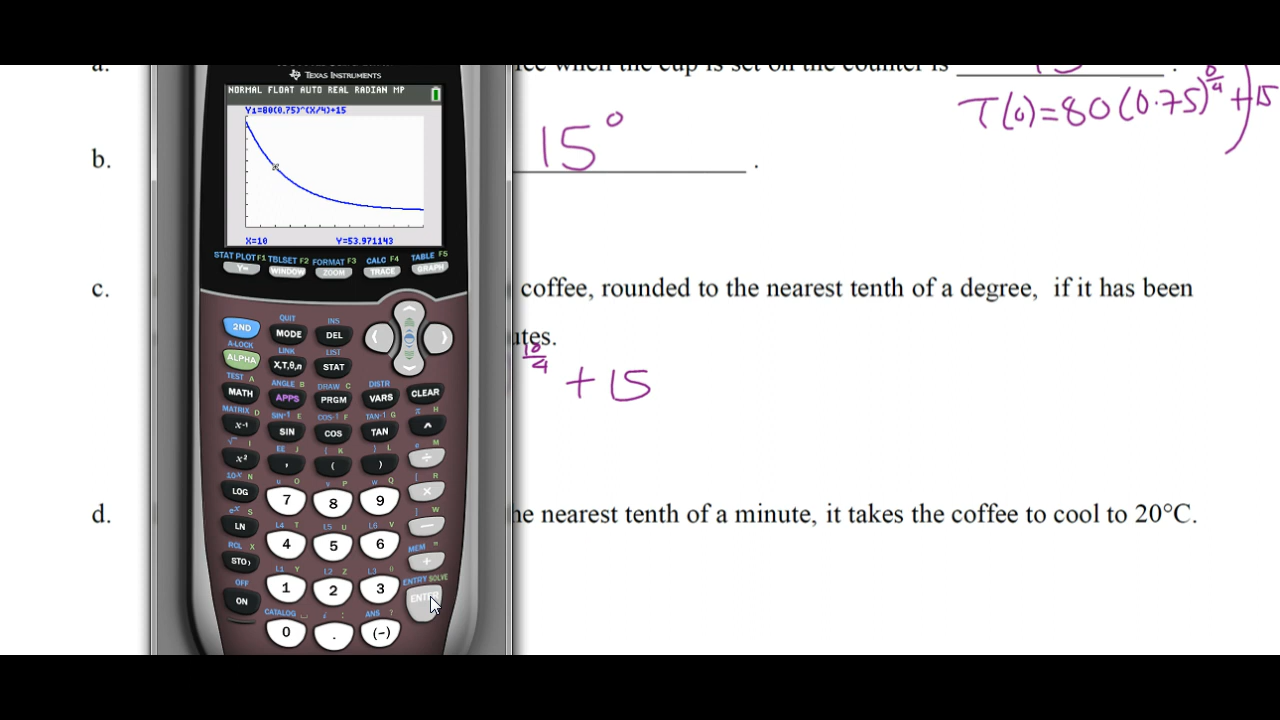 a.
fee when the cup is set on the counter is
T(0)=80(0.75)^0/4+15
TEXAS INSTRUMENTS
NORMAL FLOAT AUTO REAL RADIAN MP
Y1=80(0.75)^(X/4)+15
X=10 Y=53.971143
b. 15° .
c. coffee, rounded to the nearest tenth of a degree, if it has been
utes.
10/4 +15
d. he nearest tenth of a minute, it takes the coffee to cool to 20°C.
STAT PLOT F1 TBLSET F2 FORMAT F3 CALC F4 TABLE F5
Y= WINDOW ZOOM TRACE GRAPH
QUIT INS
2ND MODE DEL
A-LOCK LINK LIST
ALPHA X,T,θ,n STAT
TEST A ANGLE B DRAW C DISTR
MATH APPS PRGM VARS CLEAR
MATRIX D SIN-1 E COS-1 F TAN-1 G π H
x-1 SIN COS TAN ^
√ I EE J { K } L e M
x2 , ( ) ÷
10x N u O v P w Q [ R
LOG 7 8 9 ×
ex S L4 T L5 U L6 V ] W
LN 4 5 6 −
RCL X L1 Y L2 Z L3 θ MEM "
STO› 1 2 3 +
OFF CATALOG ␣ i : ANS ? ENTRY SOLVE
ON 0 . (-) ENTER